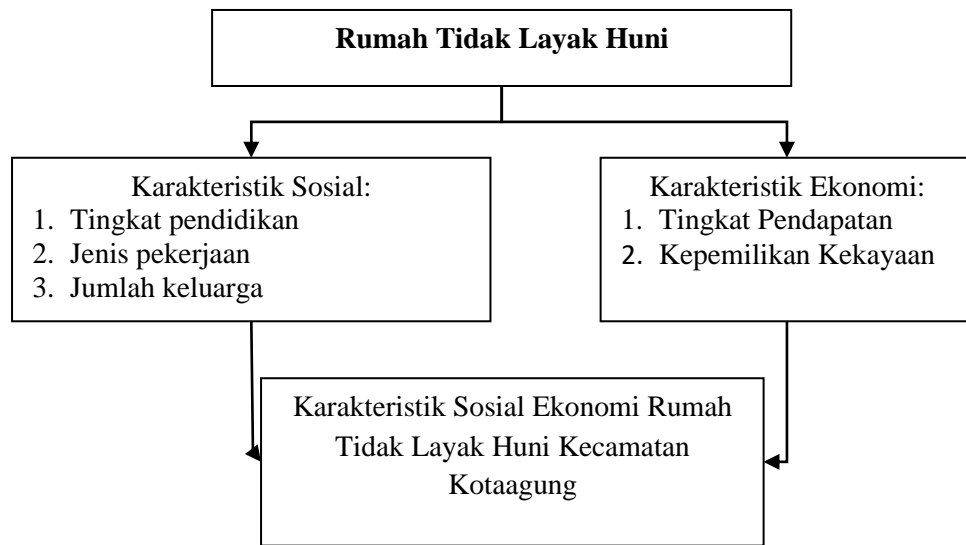 Rumah Tidak Layak Huni
Karakteristik Sosial:
1. Tingkat pendidikan
2. Jenis pekerjaan
3. Jumlah keluarga
Karakteristik Ekonomi:
1. Tingkat Pendapatan
2. Kepemilikan Kekayaan
Karakteristik Sosial Ekonomi Rumah
Tidak Layak Huni Kecamatan
Kotaagung